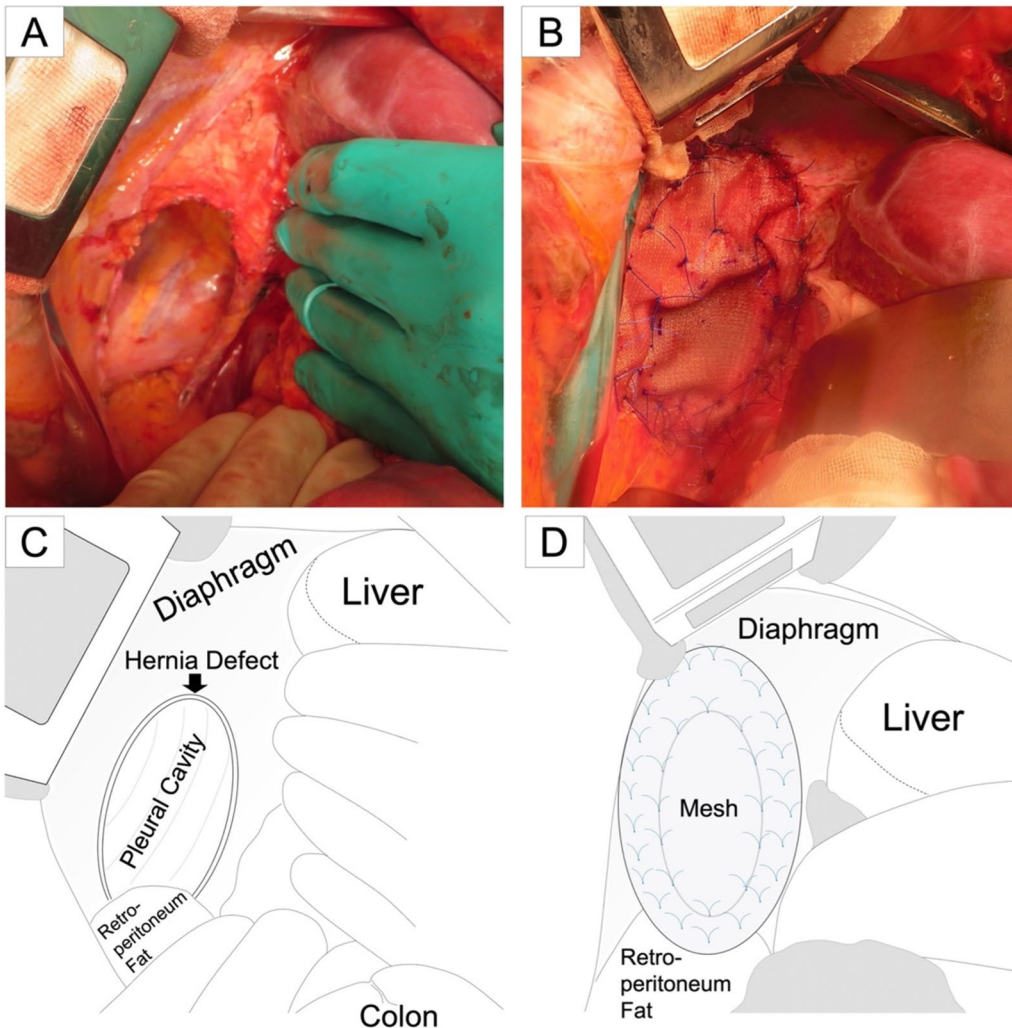 A
B
C
Diaphragm
Liver
Hernia Defect
Pleural Cavity
Retro-
peritoneum
Fat
Colon
D
Diaphragm
Liver
Mesh
Retro-
peritoneum
Fat